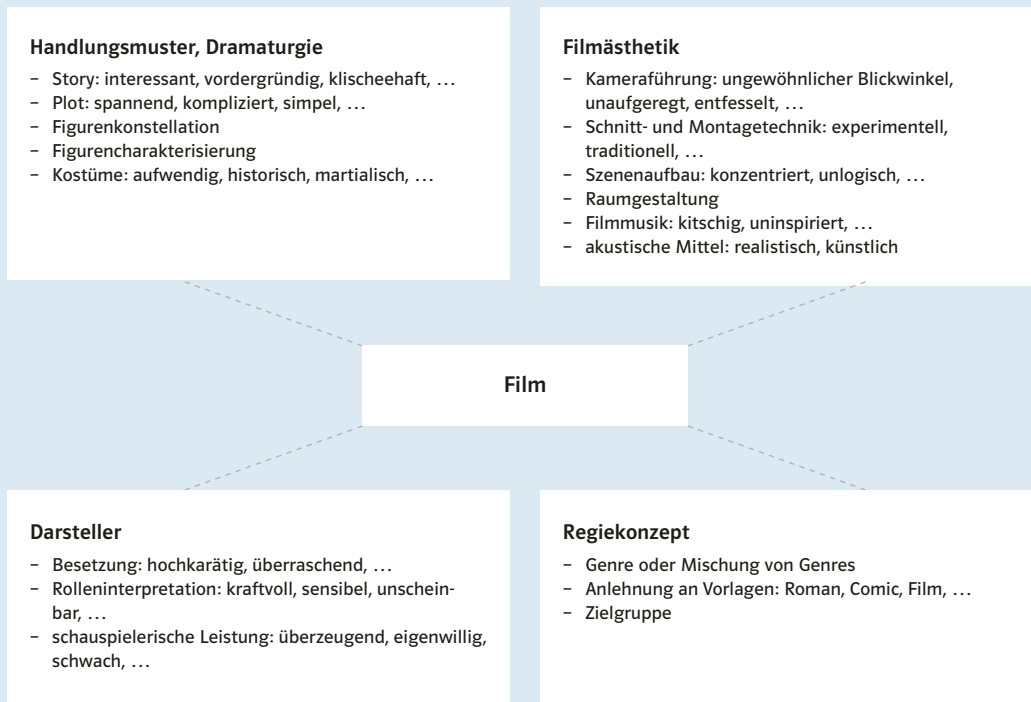 Handlungsmuster, Dramaturgie
– Story: interessant, vordergründig, klischeehaft, …
– Plot: spannend, kompliziert, simpel, …
– Figurenkonstellation
– Figurencharakterisierung
– Kostüme: aufwendig, historisch, martialisch, …
Filmästhetik
– Kameraführung: ungewöhnlicher Blickwinkel,
unaufgeregt, entfesselt, …
– Schnitt- und Montagetechnik: experimentell,
traditionell, …
– Szenenaufbau: konzentriert, unlogisch, …
– Raumgestaltung
– Filmmusik: kitschig, uninspiriert, …
– akustische Mittel: realistisch, künstlich
Film
Darsteller
– Besetzung: hochkarätig, überraschend, …
– Rolleninterpretation: kraftvoll, sensibel, unschein-
bar, …
– schauspielerische Leistung: überzeugend, eigenwillig,
schwach, …
Regiekonzept
– Genre oder Mischung von Genres
– Anlehnung an Vorlagen: Roman, Comic, Film, …
– Zielgruppe